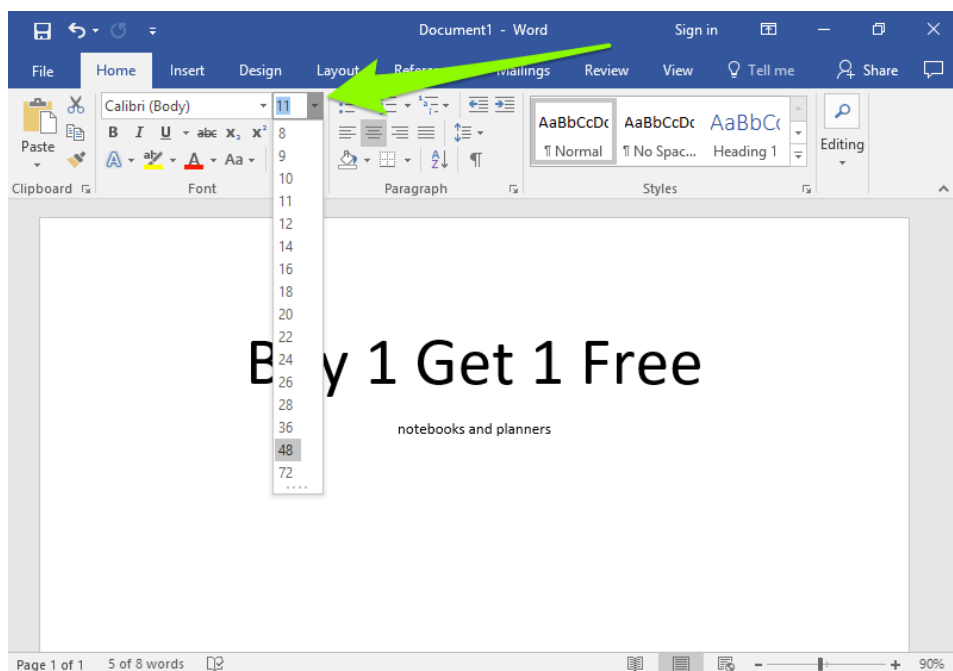 Document1 - Word Sign in
File Home Insert Design Layout Mailings Review View Tell me Share
Calibri (Body) 11
B I U abc X₂ X²
A ab A Aa
Paste
Clipboard Font Paragraph Styles
AaBbCcDc AaBbCcDc AaBbCc
¶ Normal ¶ No Spac... Heading 1
Editing
8
9
10
11
12
14
16
18
20
22
24
26
28
36
48
72
1 Get 1 Free
notebooks and planners
Page 1 of 1 5 of 8 words 90%